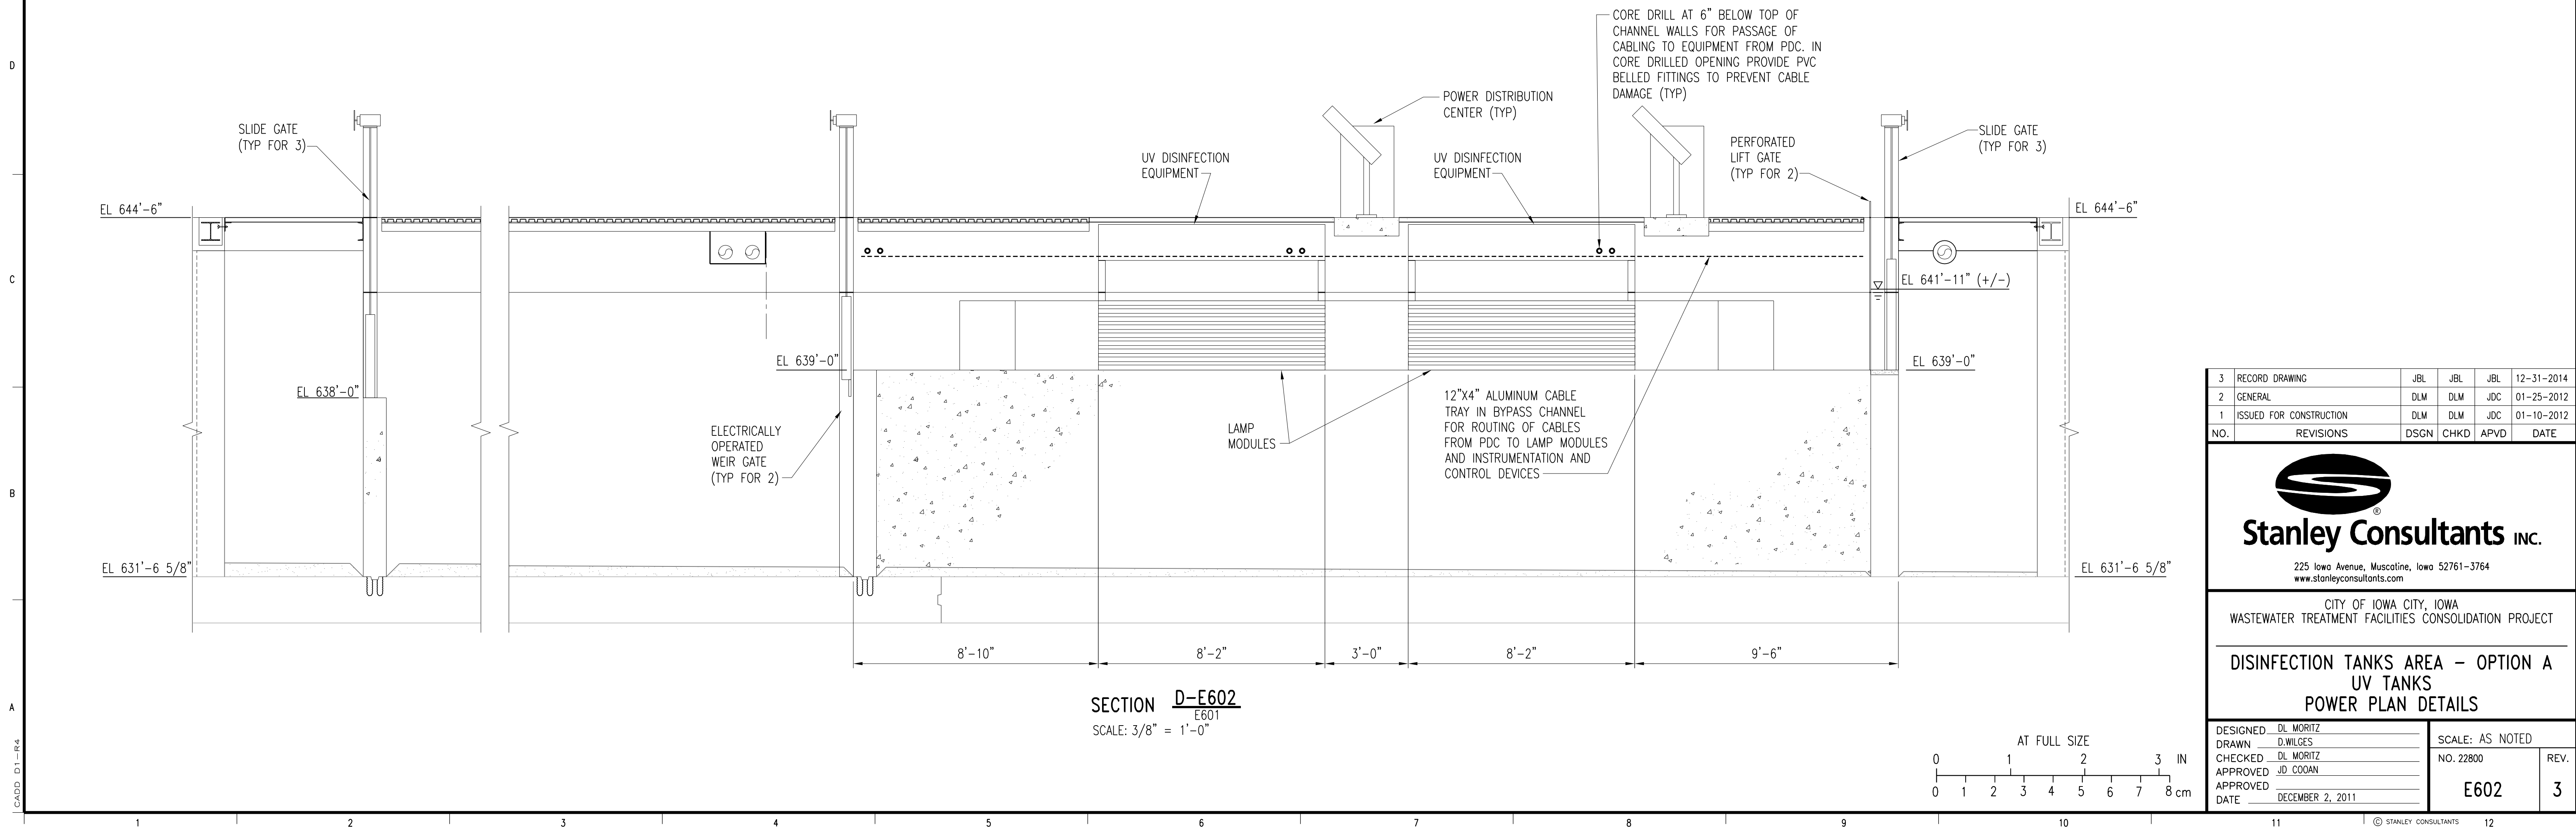 CORE DRILL AT 6" BELOW TOP OF
CHANNEL WALLS FOR PASSAGE OF
CABLING TO EQUIPMENT FROM PDC. IN
CORE DRILLED OPENING PROVIDE PVC
BELLED FITTINGS TO PREVENT CABLE
DAMAGE (TYP)
D
POWER DISTRIBUTION
CENTER (TYP)
SLIDE GATE
(TYP FOR 3)
UV DISINFECTION
EQUIPMENT
UV DISINFECTION
EQUIPMENT
PERFORATED
LIFT GATE
(TYP FOR 2)
SLIDE GATE
(TYP FOR 3)
EL 644'-6"
EL 644'-6"
C
EL 641'-11" (+/-)
EL 639'-0"
EL 639'-0"
EL 638'-0"
ELECTRICALLY
OPERATED
WEIR GATE
(TYP FOR 2)
LAMP
MODULES
12"X4" ALUMINUM CABLE
TRAY IN BYPASS CHANNEL
FOR ROUTING OF CABLES
FROM PDC TO LAMP MODULES
AND INSTRUMENTATION AND
CONTROL DEVICES
B
EL 631'-6 5/8"
EL 631'-6 5/8"
8'-10"
8'-2"
3'-0"
8'-2"
9'-6"
A
SECTION D-E602
E601
SCALE: 3/8" = 1'-0"
AT FULL SIZE
0 1 2 3 IN
0 1 2 3 4 5 6 7 8 cm
CADD D1-R4
1 2 3 4 5 6 7 8 9 10 11 12
3 RECORD DRAWING JBL JBL JBL 12-31-2014
2 GENERAL DLM DLM JDC 01-25-2012
1 ISSUED FOR CONSTRUCTION DLM DLM JDC 01-10-2012
NO. REVISIONS DSGN CHKD APVD DATE
®
Stanley Consultants INC.
225 Iowa Avenue, Muscatine, Iowa 52761-3764
www.stanleyconsultants.com
CITY OF IOWA CITY, IOWA
WASTEWATER TREATMENT FACILITIES CONSOLIDATION PROJECT
DISINFECTION TANKS AREA - OPTION A
UV TANKS
POWER PLAN DETAILS
DESIGNED DL MORITZ
DRAWN D.WILGES
CHECKED DL MORITZ
APPROVED JD COOAN
APPROVED
DATE DECEMBER 2, 2011
SCALE: AS NOTED
NO. 22800
REV.
E602
3
© STANLEY CONSULTANTS